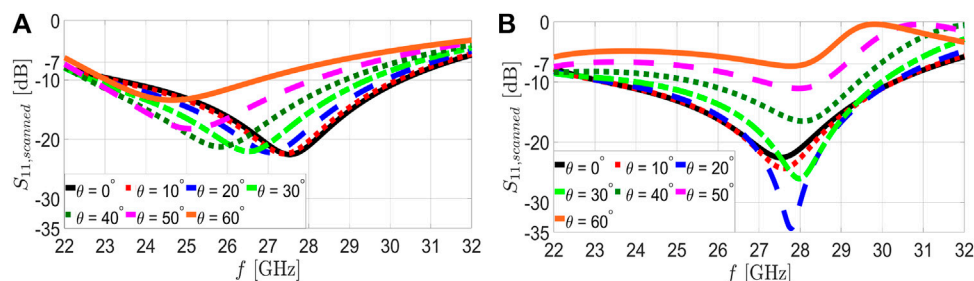 A
S11,scanned [dB]
0
-7
-10
-20
-30
-35
22 23 24 25 26 27 28 29 30 31 32
f [GHz]
θ = 0° θ = 10° θ = 20° θ = 30°
θ = 40° θ = 50° θ = 60°
B
S11,scanned [dB]
0
-7
-10
-20
-30
-35
22 23 24 25 26 27 28 29 30 31 32
f [GHz]
θ = 0° θ = 10° θ = 20°
θ = 30° θ = 40° θ = 50°
θ = 60°